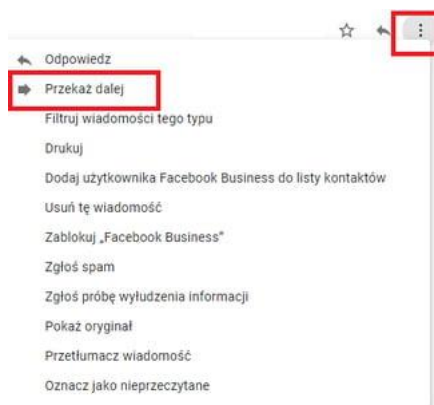 Odpowiedz
Przekaż dalej
Filtruj wiadomości tego typu
Drukuj
Dodaj użytkownika Facebook Business do listy kontaktów
Usuń tę wiadomość
Zablokuj „Facebook Business”
Zgłoś spam
Zgłoś próbę wyłudzenia informacji
Pokaż oryginał
Przetłumacz wiadomość
Oznacz jako nieprzeczytane